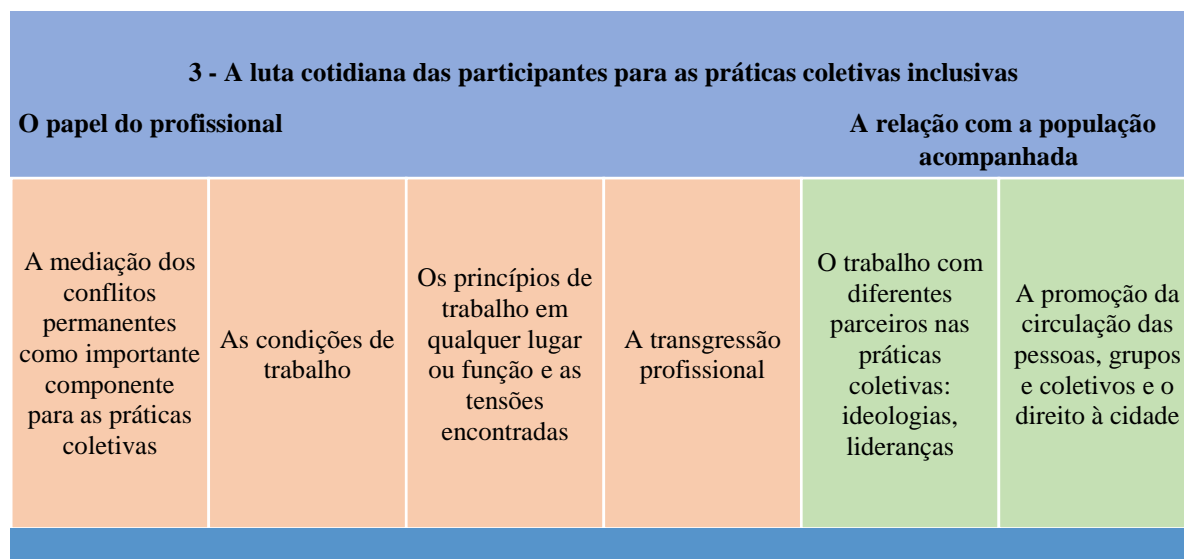 3 - A luta cotidiana das participantes para as práticas coletivas inclusivas
O papel do profissional
A relação com a população
acompanhada
A mediação dos
conflitos
permanentes
como importante
componente
para as práticas
coletivas
As condições de
trabalho
Os princípios de
trabalho em
qualquer lugar
ou função e as
tensões
encontradas
A transgressão
profissional
O trabalho com
diferentes
parceiros nas
práticas
coletivas:
ideologias,
lideranças
A promoção da
circulação das
pessoas, grupos
e coletivos e o
direito à cidade